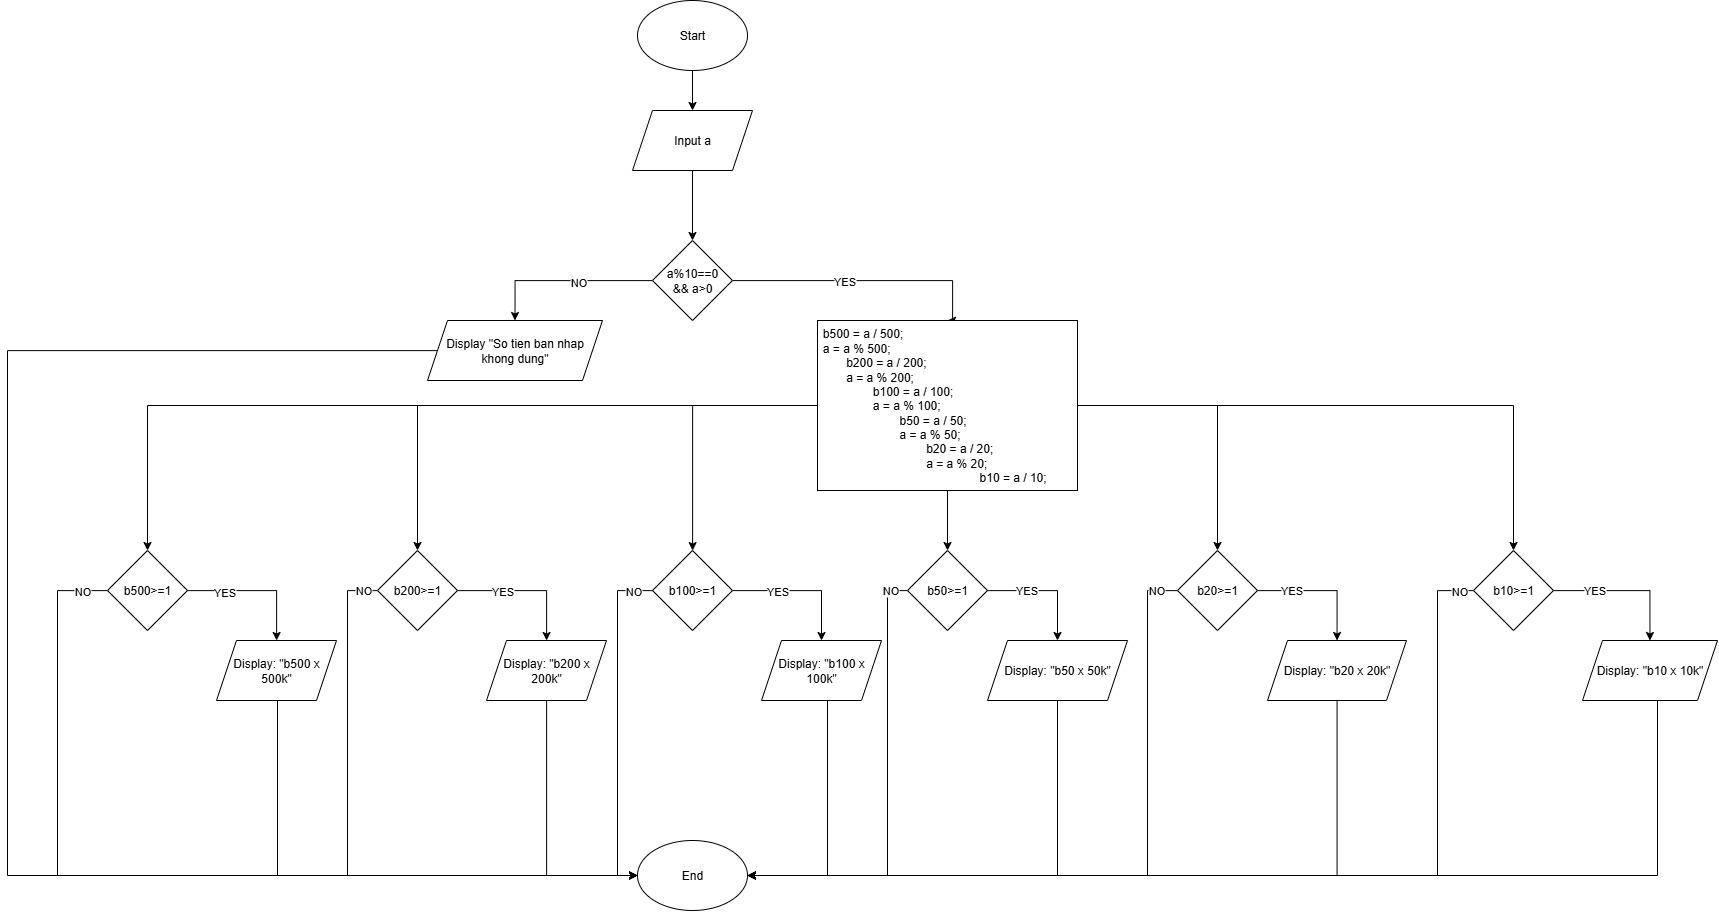 Start
Input a
a%10==0
&& a>0
NO
YES
Display "So tien ban nhap
khong dung"
b500 = a / 500;
a = a % 500;
b200 = a / 200;
a = a % 200;
b100 = a / 100;
a = a % 100;
b50 = a / 50;
a = a % 50;
b20 = a / 20;
a = a % 20;
b10 = a / 10;
NO
b500>=1
YES
NO
b200>=1
YES
NO
b100>=1
YES
NO
b50>=1
YES
NO
b20>=1
YES
NO
b10>=1
YES
Display: "b500 x
500k"
Display: "b200 x
200k"
Display: "b100 x
100k"
Display: "b50 x 50k"
Display: "b20 x 20k"
Display: "b10 x 10k"
End